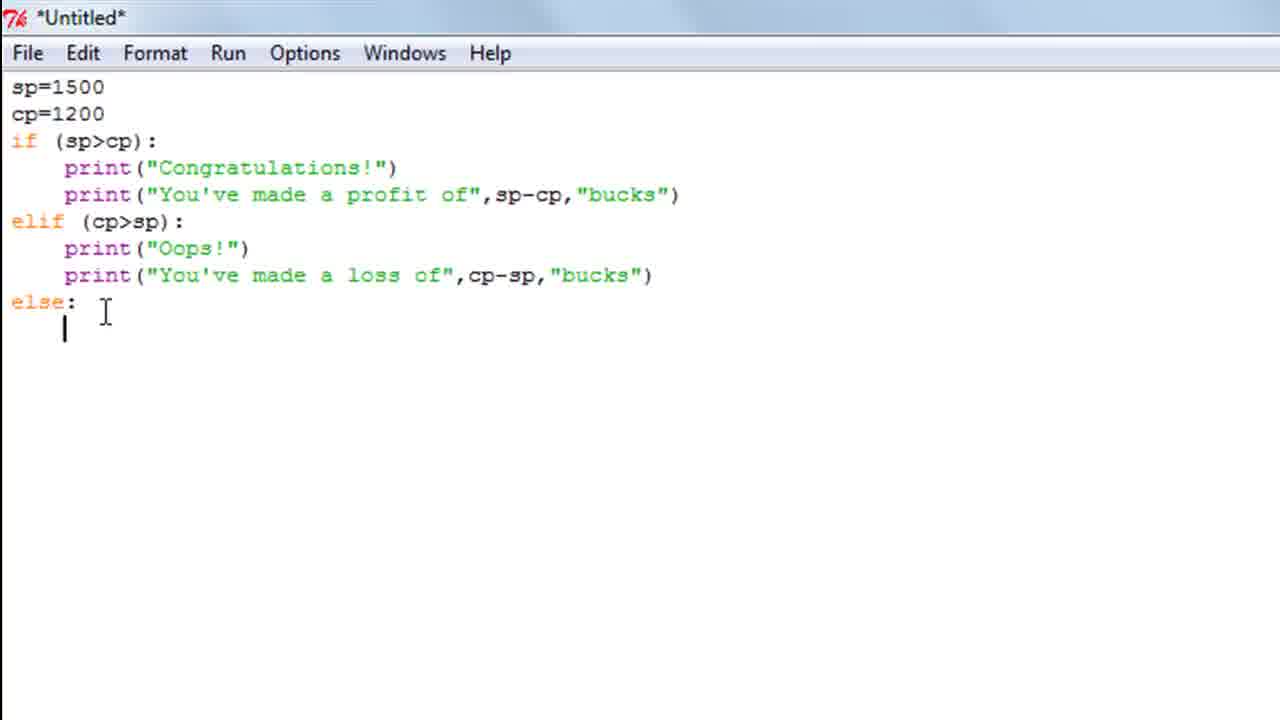 *Untitled*
File Edit Format Run Options Windows Help
sp=1500
cp=1200
if (sp>cp):
    print("Congratulations!")
    print("You've made a profit of",sp-cp,"bucks")
elif (cp>sp):
    print("Oops!")
    print("You've made a loss of",cp-sp,"bucks")
else: